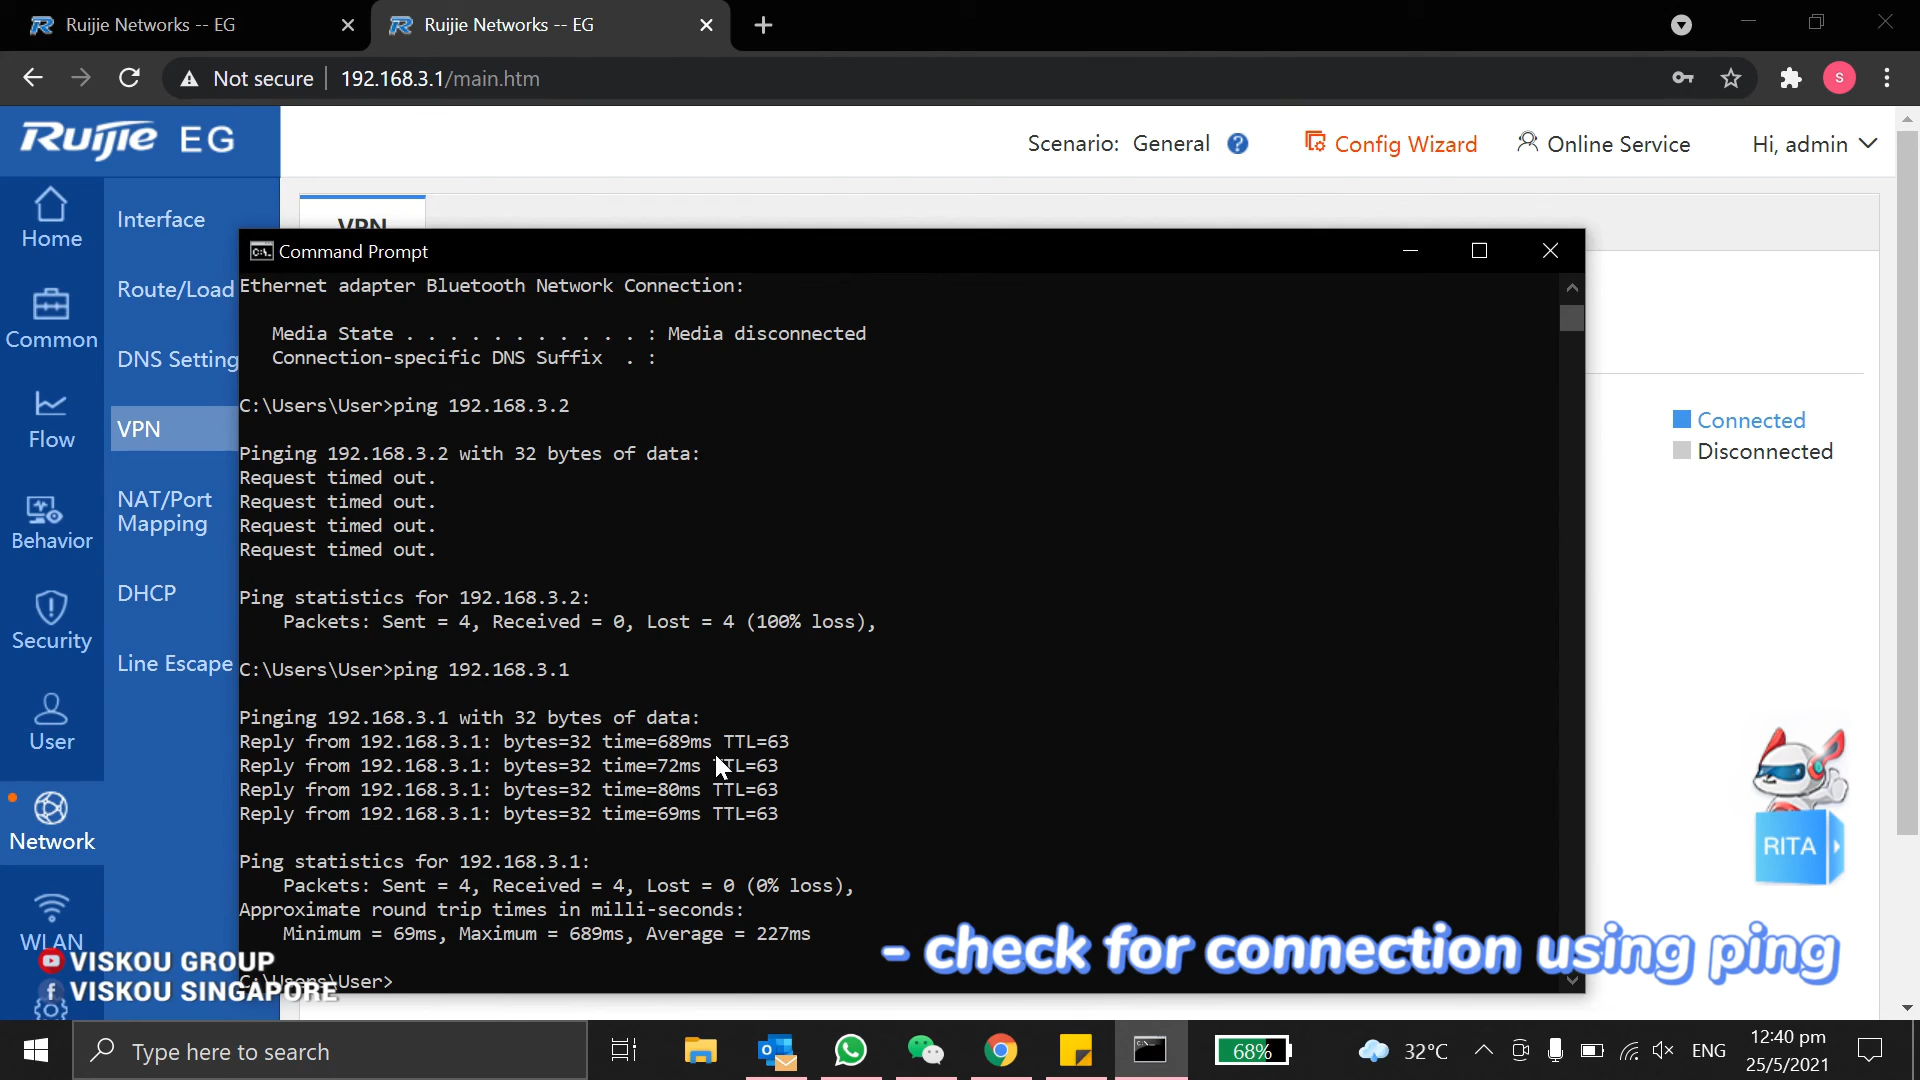 Ruijie Networks -- EG
Ruijie Networks -- EG
Not secure
192.168.3.1/main.htm
S
Ruijie EG
Scenario: General ?
Config Wizard
Online Service
Hi, admin
Home
Common
Flow
Behavior
Security
User
Network
WLAN
Interface
Route/Load
DNS Setting
VPN
NAT/Port
Mapping
DHCP
Line Escape
VPN
Connected
Disconnected
RITA
Command Prompt
Ethernet adapter Bluetooth Network Connection:
Media State . . . . . . . . . . . : Media disconnected
Connection-specific DNS Suffix . :
C:\Users\User>ping 192.168.3.2
Pinging 192.168.3.2 with 32 bytes of data:
Request timed out.
Request timed out.
Request timed out.
Request timed out.
Ping statistics for 192.168.3.2:
Packets: Sent = 4, Received = 0, Lost = 4 (100% loss),
C:\Users\User>ping 192.168.3.1
Pinging 192.168.3.1 with 32 bytes of data:
Reply from 192.168.3.1: bytes=32 time=689ms TTL=63
Reply from 192.168.3.1: bytes=32 time=72ms TTL=63
Reply from 192.168.3.1: bytes=32 time=80ms TTL=63
Reply from 192.168.3.1: bytes=32 time=69ms TTL=63
Ping statistics for 192.168.3.1:
Packets: Sent = 4, Received = 4, Lost = 0 (0% loss),
Approximate round trip times in milli-seconds:
Minimum = 69ms, Maximum = 689ms, Average = 227ms
C:\Users\User>
- check for connection using ping
VISKOU GROUP
VISKOU SINGAPORE
Type here to search
68%
32°C
ENG
12:40 pm
25/5/2021